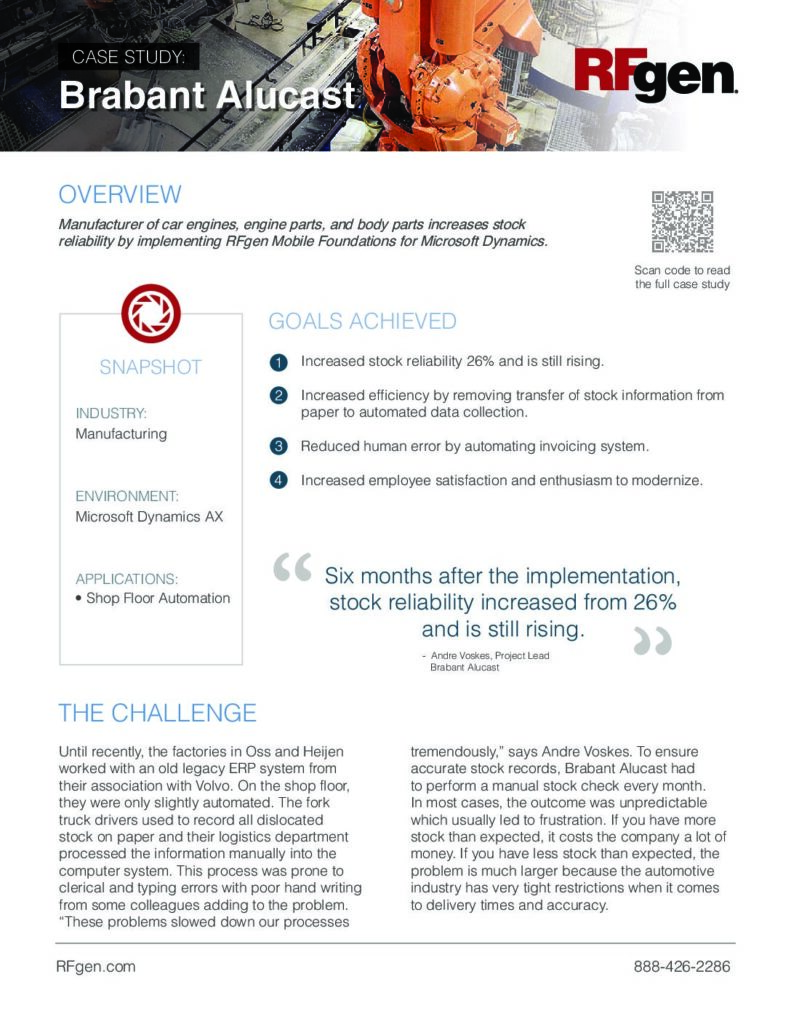 CASE STUDY:
Brabant Alucast
RFgen.
OVERVIEW
Manufacturer of car engines, engine parts, and body parts increases stock
reliability by implementing RFgen Mobile Foundations for Microsoft Dynamics.
Scan code to read
the full case study
SNAPSHOT
INDUSTRY:
Manufacturing
ENVIRONMENT:
Microsoft Dynamics AX
APPLICATIONS:
• Shop Floor Automation
GOALS ACHIEVED
1 Increased stock reliability 26% and is still rising.
2 Increased efficiency by removing transfer of stock information from
paper to automated data collection.
3 Reduced human error by automating invoicing system.
4 Increased employee satisfaction and enthusiasm to modernize.
“ Six months after the implementation,
stock reliability increased from 26%
and is still rising. ”
- Andre Voskes, Project Lead
Brabant Alucast
THE CHALLENGE
Until recently, the factories in Oss and Heijen
worked with an old legacy ERP system from
their association with Volvo. On the shop floor,
they were only slightly automated. The fork
truck drivers used to record all dislocated
stock on paper and their logistics department
processed the information manually into the
computer system. This process was prone to
clerical and typing errors with poor hand writing
from some colleagues adding to the problem.
“These problems slowed down our processes
tremendously,” says Andre Voskes. To ensure
accurate stock records, Brabant Alucast had
to perform a manual stock check every month.
In most cases, the outcome was unpredictable
which usually led to frustration. If you have more
stock than expected, it costs the company a lot of
money. If you have less stock than expected, the
problem is much larger because the automotive
industry has very tight restrictions when it comes
to delivery times and accuracy.
RFgen.com
888-426-2286